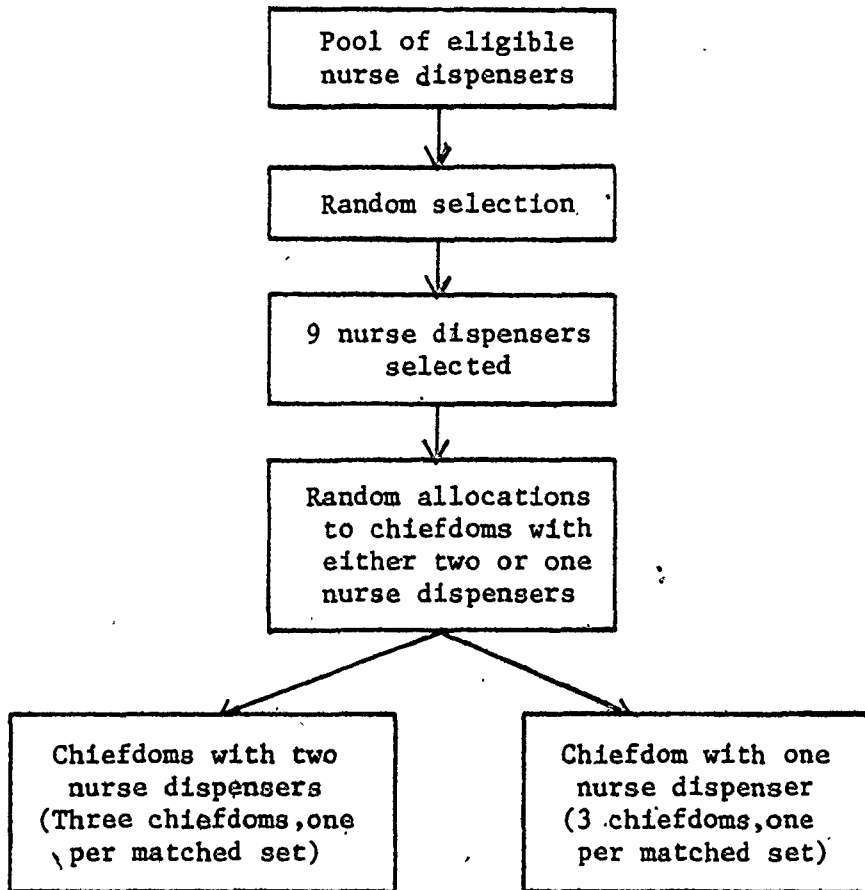 Pool of eligible
nurse dispensers
Random selection
9 nurse dispensers
selected
Random allocations
to chiefdoms with
either two or one
nurse dispensers
Chiefdoms with two
nurse dispensers
(Three chiefdoms,one
per matched set)
Chiefdom with one
nurse dispenser
(3 chiefdoms,one
per matched set)